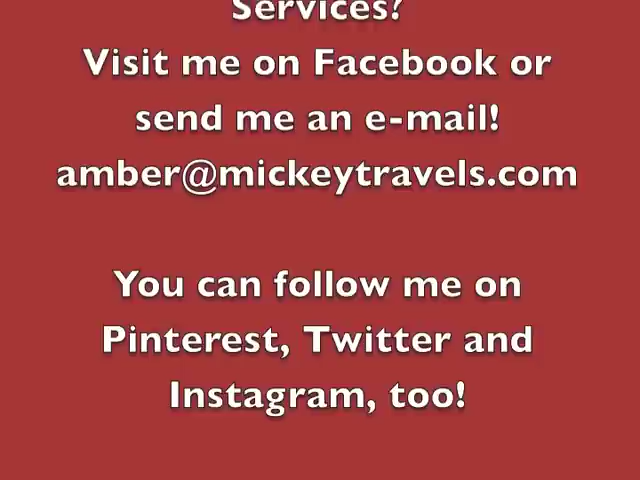 Services?
Visit me on Facebook or
send me an e-mail!
amber@mickeytravels.com
You can follow me on
Pinterest, Twitter and
Instagram, too!